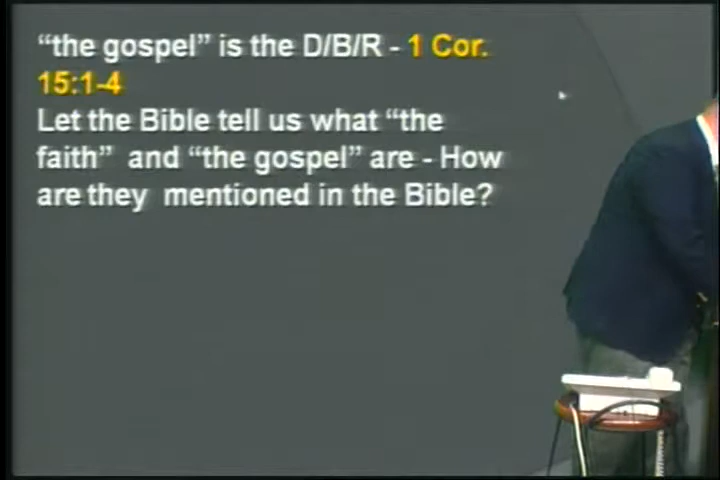 “the gospel” is the D/B/R - 1 Cor.
15:1-4
Let the Bible tell us what “the
faith”  and “the gospel” are - How
are they  mentioned in the Bible?